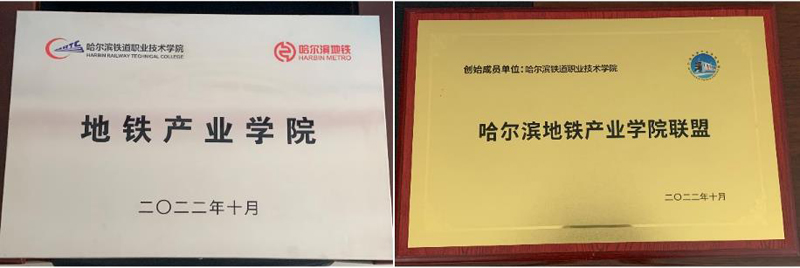 哈尔滨铁道职业技术学院
HARBIN RAILWAY TECHNICAL COLLEGE
哈尔滨地铁
HARBIN METRO
地铁产业学院
二〇二二年十月
创始成员单位:哈尔滨铁道职业技术学院
哈尔滨地铁产业学院联盟
二〇二二年十月